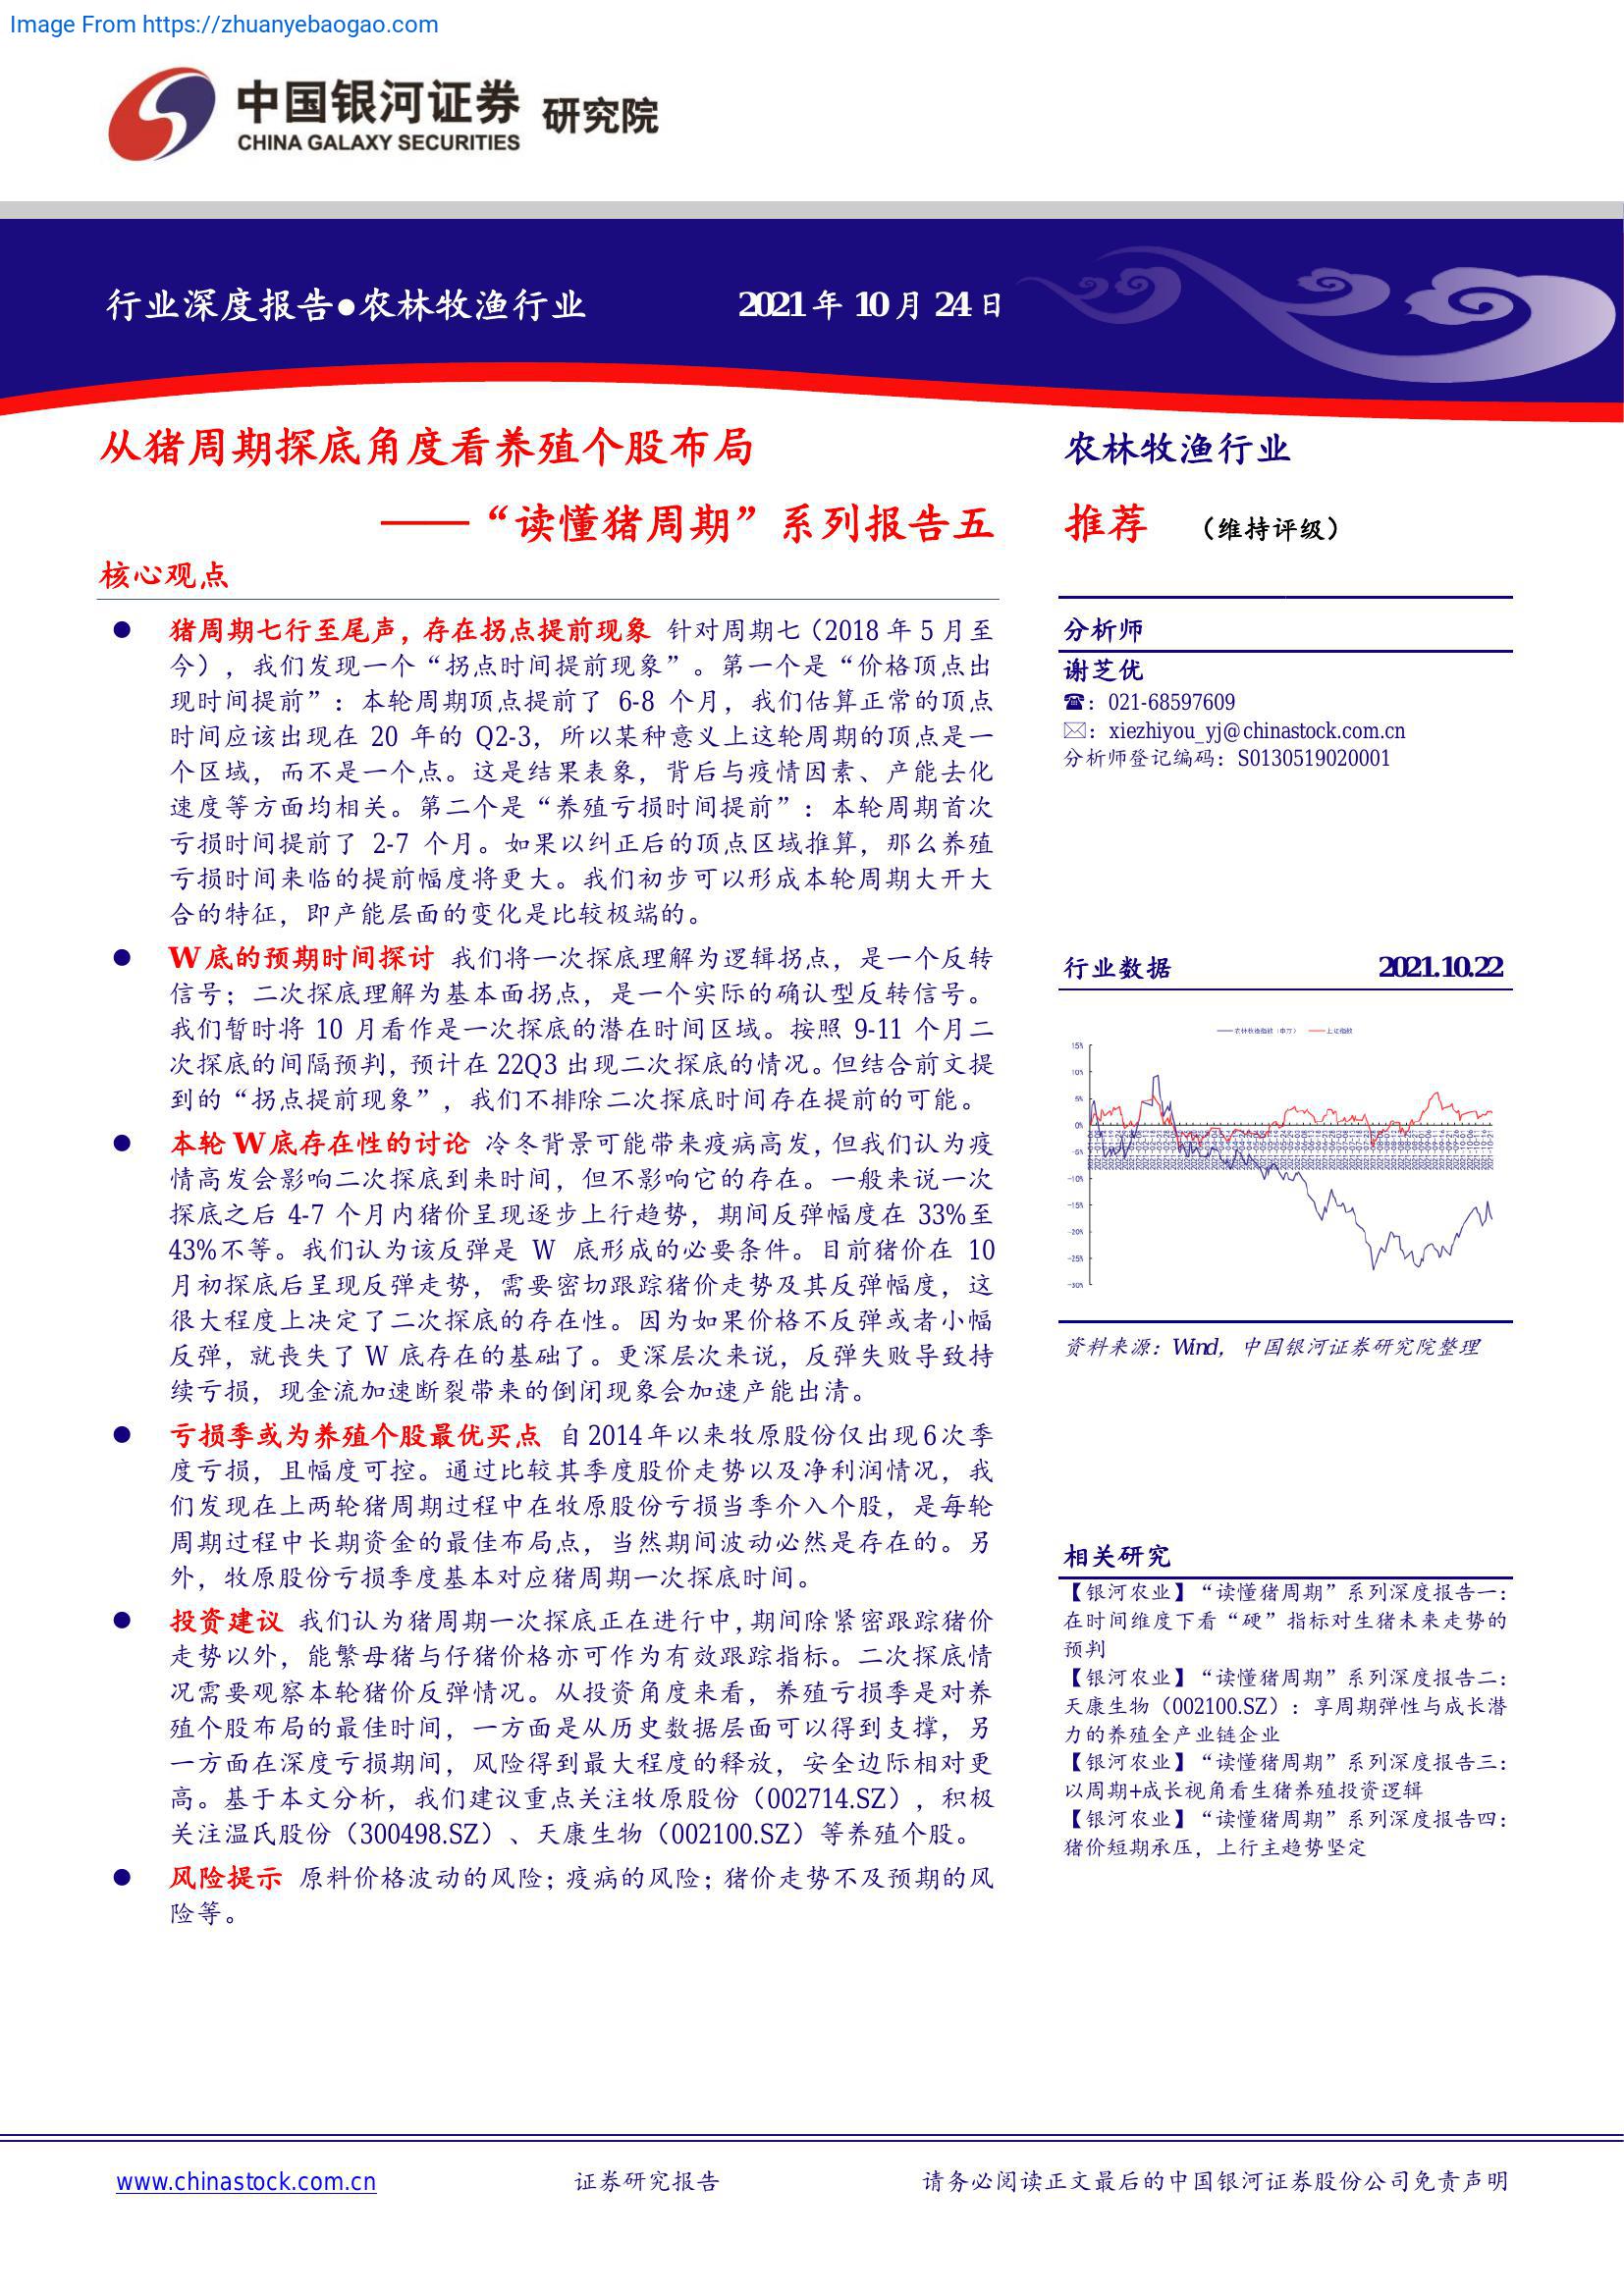 Image From https://zhuanyebaogao.com
中国银河证券 研究院
CHINA GALAXY SECURITIES
行业深度报告●农林牧渔行业 2021 年 10 月 24 日
从猪周期探底角度看养殖个股布局
——“读懂猪周期”系列报告五
核心观点
● 猪周期七行至尾声，存在拐点提前现象 针对周期七（2018 年 5 月至
今），我们发现一个“拐点时间提前现象”。第一个是“价格顶点出
现时间提前”：本轮周期顶点提前了 6-8 个月，我们估算正常的顶点
时间应该出现在 20 年的 Q2-3，所以某种意义上这轮周期的顶点是一
个区域，而不是一个点。这是结果表象，背后与疫情因素、产能去化
速度等方面均相关。第二个是“养殖亏损时间提前”：本轮周期首次
亏损时间提前了 2-7 个月。如果以纠正后的顶点区域推算，那么养殖
亏损时间来临的提前幅度将更大。我们初步可以形成本轮周期大开大
合的特征，即产能层面的变化是比较极端的。
● W 底的预期时间探讨 我们将一次探底理解为逻辑拐点，是一个反转
信号；二次探底理解为基本面拐点，是一个实际的确认型反转信号。
我们暂时将 10 月看作是一次探底的潜在时间区域。按照 9-11 个月二
次探底的间隔预判，预计在 22Q3 出现二次探底的情况。但结合前文提
到的“拐点提前现象”，我们不排除二次探底时间存在提前的可能。
● 本轮 W 底存在性的讨论 冷冬背景可能带来疫病高发，但我们认为疫
情高发会影响二次探底到来时间，但不影响它的存在。一般来说一次
探底之后 4-7 个月内猪价呈现逐步上行趋势，期间反弹幅度在 33%至
43%不等。我们认为该反弹是 W 底形成的必要条件。目前猪价在 10
月初探底后呈现反弹走势，需要密切跟踪猪价走势及其反弹幅度，这
很大程度上决定了二次探底的存在性。因为如果价格不反弹或者小幅
反弹，就丧失了 W 底存在的基础了。更深层次来说，反弹失败导致持
续亏损，现金流加速断裂带来的倒闭现象会加速产能出清。
● 亏损季或为养殖个股最优买点 自 2014 年以来牧原股份仅出现 6 次季
度亏损，且幅度可控。通过比较其季度股价走势以及净利润情况，我
们发现在上两轮猪周期过程中在牧原股份亏损当季介入个股，是每轮
周期过程中长期资金的最佳布局点，当然期间波动必然是存在的。另
外，牧原股份亏损季度基本对应猪周期一次探底时间。
● 投资建议 我们认为猪周期一次探底正在进行中，期间除紧密跟踪猪价
走势以外，能繁母猪与仔猪价格亦可作为有效跟踪指标。二次探底情
况需要观察本轮猪价反弹情况。从投资角度来看，养殖亏损季是对养
殖个股布局的最佳时间，一方面是从历史数据层面可以得到支撑，另
一方面在深度亏损期间，风险得到最大程度的释放，安全边际相对更
高。基于本文分析，我们建议重点关注牧原股份（002714.SZ），积极
关注温氏股份（300498.SZ）、天康生物（002100.SZ）等养殖个股。
● 风险提示 原料价格波动的风险；疫病的风险；猪价走势不及预期的风
险等。
农林牧渔行业
推荐 （维持评级）
分析师
谢芝优
☎：021-68597609
✉：xiezhiyou_yj@chinastock.com.cn
分析师登记编码：S0130519020001
行业数据 2021.10.22
农林牧渔指数（申万） 上证指数
15%
10%
5%
0%
-5%
-10%
-15%
-20%
-25%
-30%
资料来源：Wind，中国银河证券研究院整理
相关研究
【银河农业】“读懂猪周期”系列深度报告一：
在时间维度下看“硬”指标对生猪未来走势的
预判
【银河农业】“读懂猪周期”系列深度报告二：
天康生物（002100.SZ）：享周期弹性与成长潜
力的养殖全产业链企业
【银河农业】“读懂猪周期”系列深度报告三：
以周期+成长视角看生猪养殖投资逻辑
【银河农业】“读懂猪周期”系列深度报告四：
猪价短期承压，上行主趋势坚定
www.chinastock.com.cn 证券研究报告 请务必阅读正文最后的中国银河证券股份公司免责声明